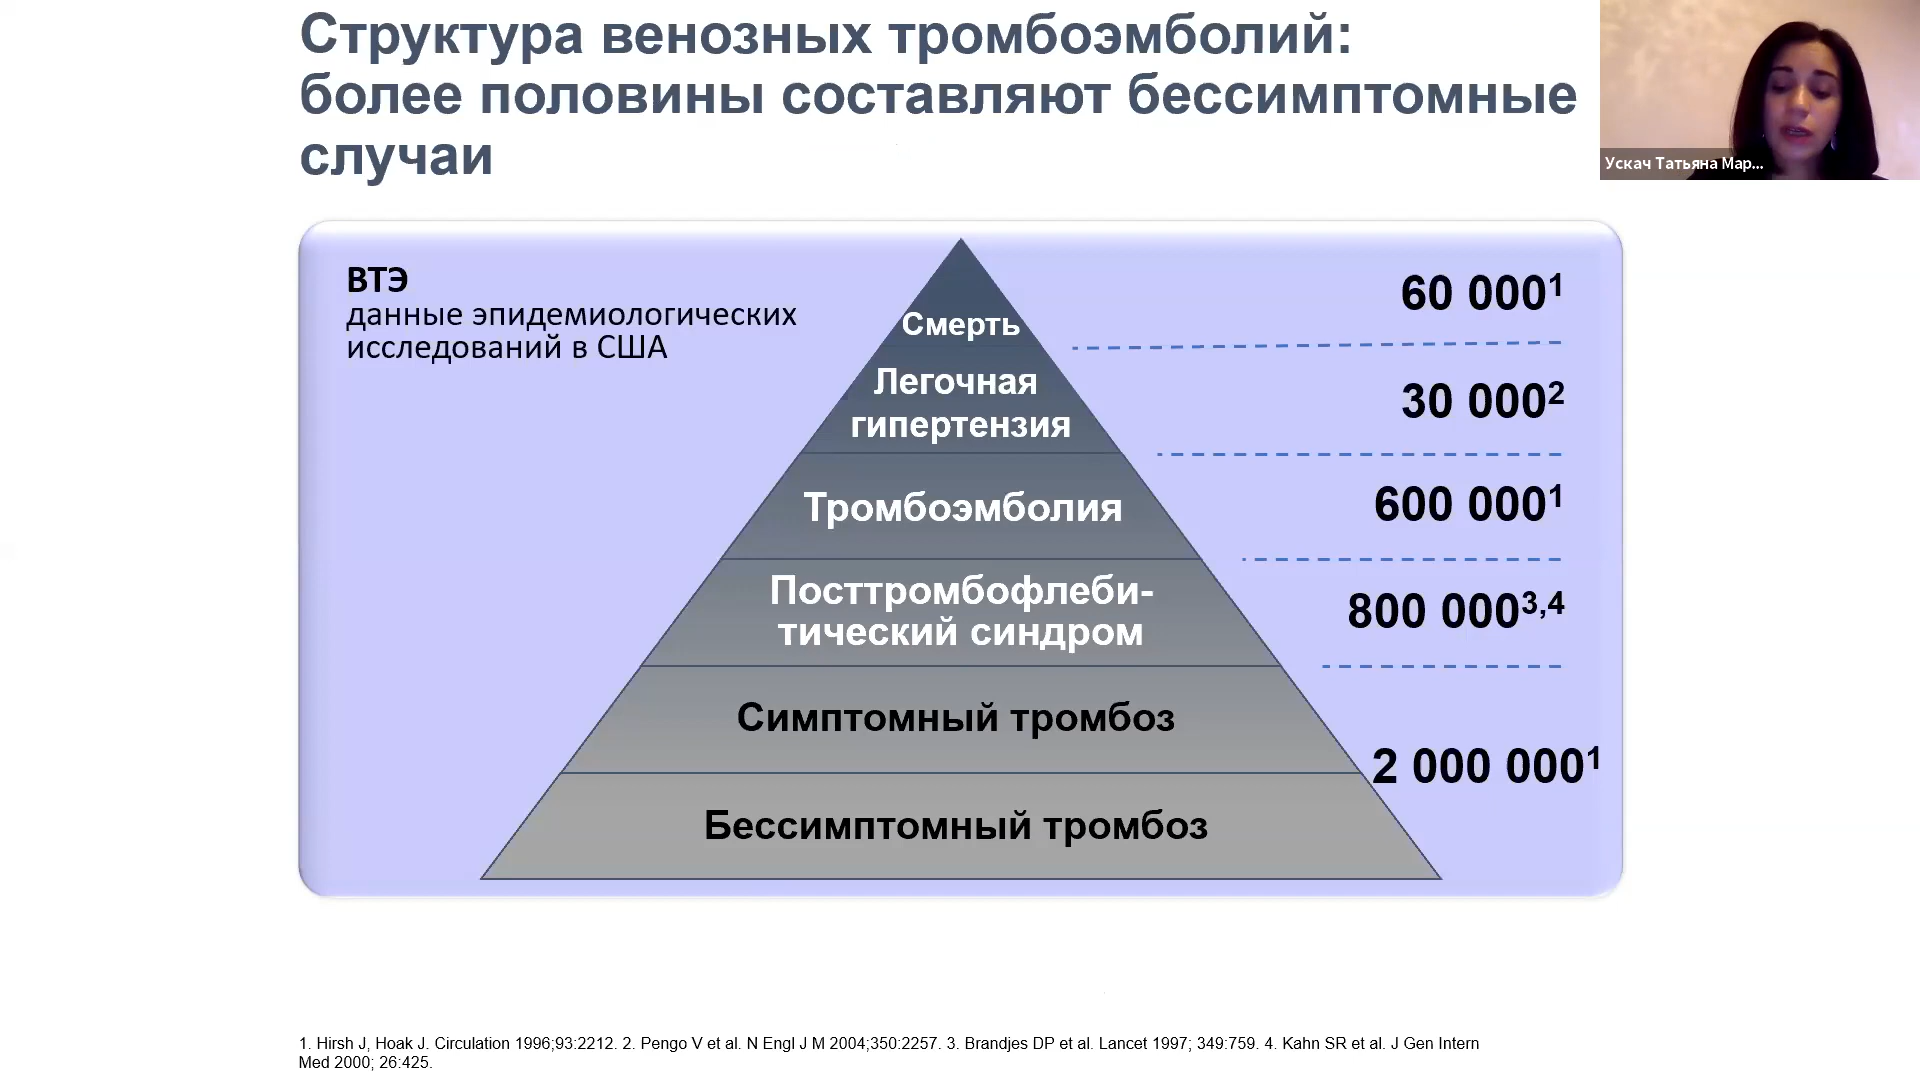 Структура венозных тромбоэмболий:
более половины составляют бессимптомные
случаи
Ускач Татьяна Мар...
ВТЭ
данные эпидемиологических
исследований в США
Смерть
60 000¹
Легочная
гипертензия
30 000²
Тромбоэмболия
600 000¹
Посттромбофлеби-
тический синдром
800 000³,⁴
Симптомный тромбоз
2 000 000¹
Бессимптомный тромбоз
1. Hirsh J, Hoak J. Circulation 1996;93:2212. 2. Pengo V et al. N Engl J M 2004;350:2257. 3. Brandjes DP et al. Lancet 1997; 349:759. 4. Kahn SR et al. J Gen Intern
Med 2000; 26:425.